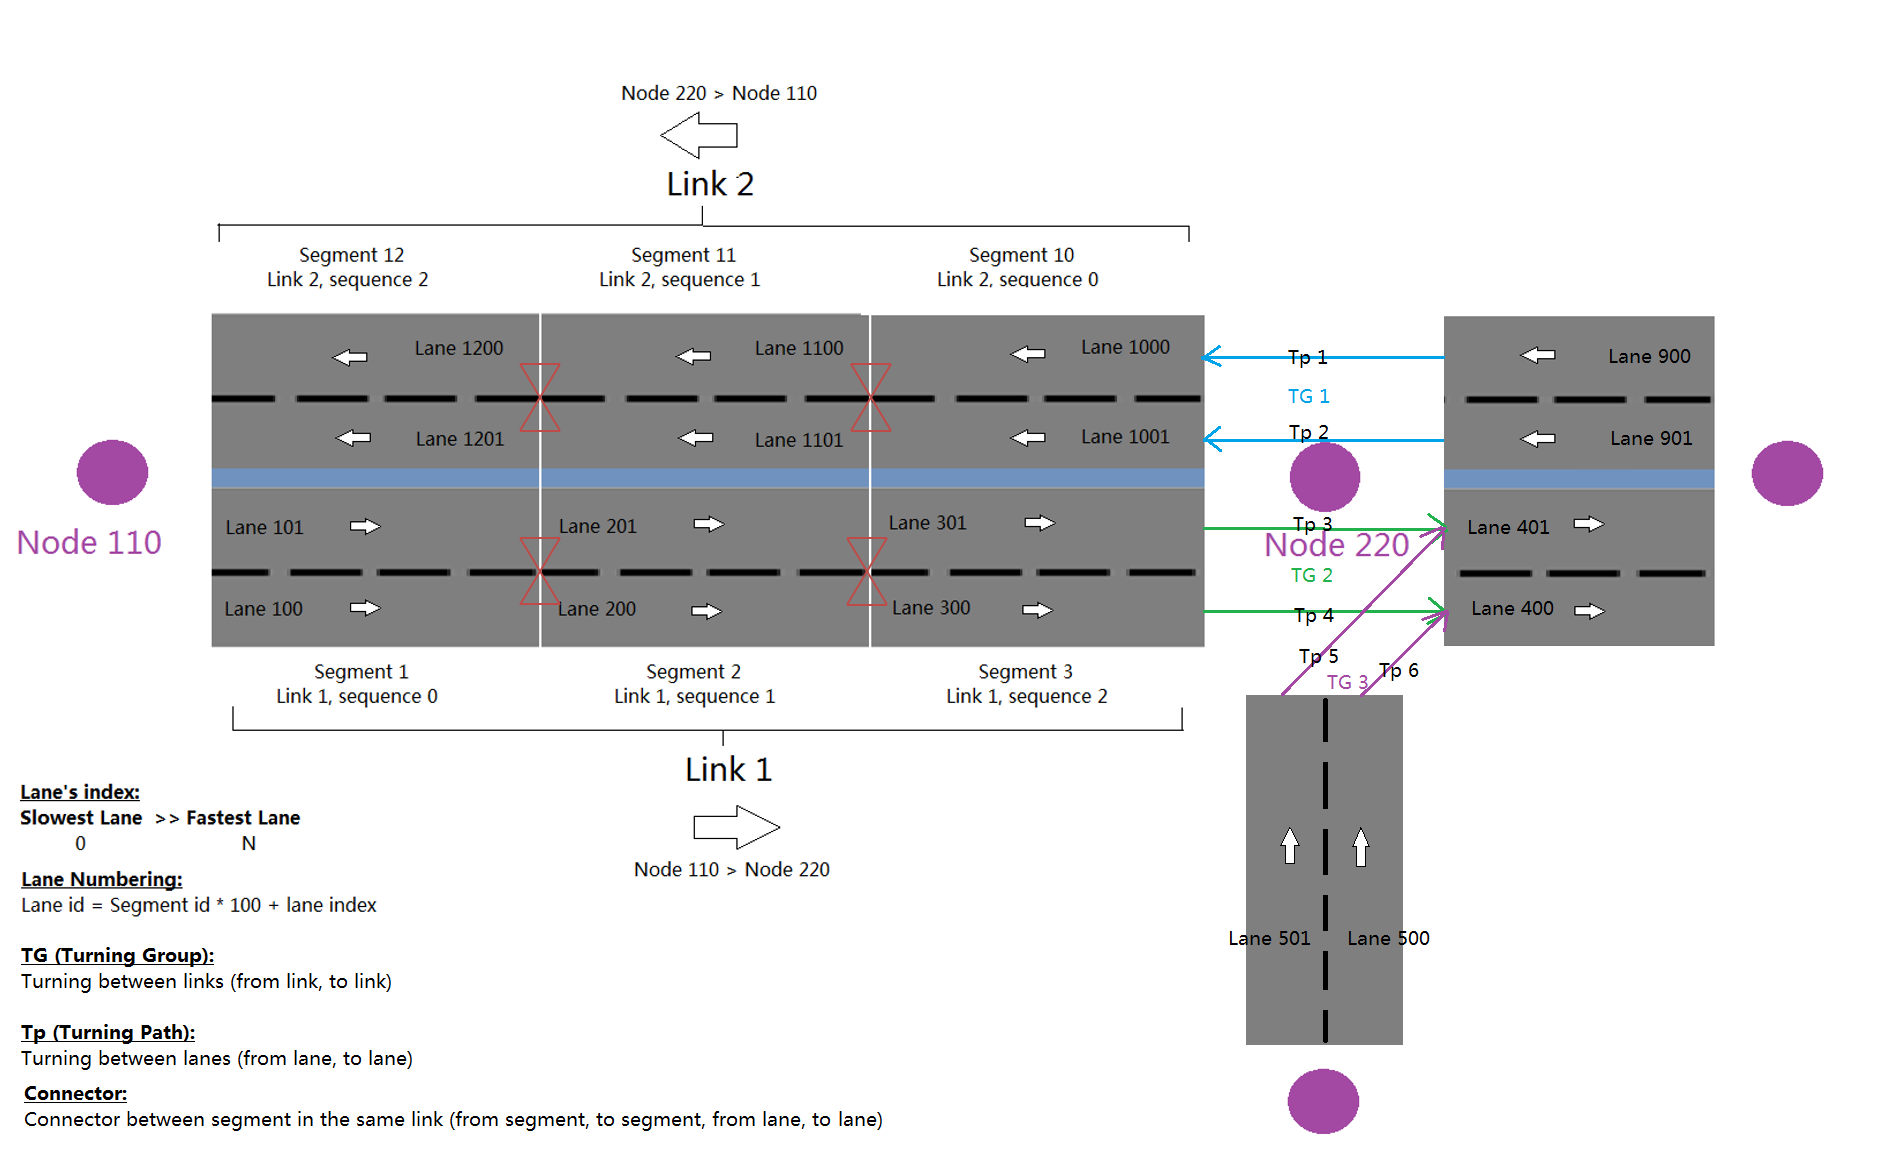 Node 220 > Node 110
Link 2
Segment 12
Link 2, sequence 2
Segment 11
Link 2, sequence 1
Segment 10
Link 2, sequence 0
Lane 1200
Lane 1100
Lane 1000
Tp 1
Lane 900
TG 1
Lane 1201
Lane 1101
Lane 1001
Tp 2
Lane 901
Node 110
Lane 101
Lane 201
Lane 301
Tp 3
Lane 401
Node 220
TG 2
Lane 100
Lane 200
Lane 300
Tp 4
Lane 400
Tp 5
Tp 6
TG 3
Segment 1
Link 1, sequence 0
Segment 2
Link 1, sequence 1
Segment 3
Link 1, sequence 2
Link 1
Node 110 > Node 220
Lane 501
Lane 500
Lane's index:
Slowest Lane >> Fastest Lane
0 N
Lane Numbering:
Lane id = Segment id * 100 + lane index
TG (Turning Group):
Turning between links (from link, to link)
Tp (Turning Path):
Turning between lanes (from lane, to lane)
Connector:
Connector between segment in the same link (from segment, to segment, from lane, to lane)